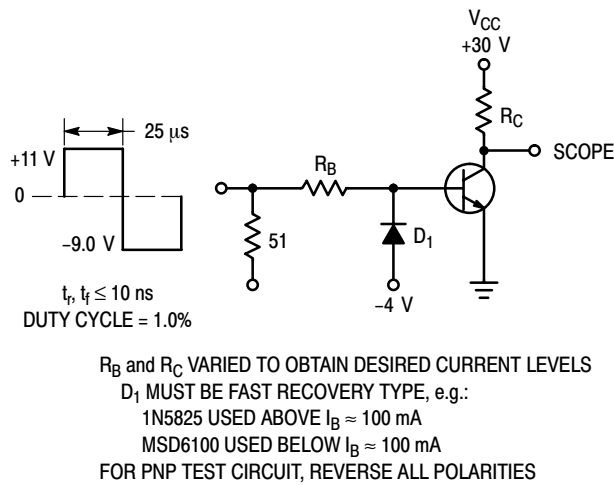 V_CC
+30 V
25 μs
+11 V
0
−9.0 V
R_C
SCOPE
R_B
51
D_1
−4 V
t_r, t_f ≤ 10 ns
DUTY CYCLE = 1.0%
R_B and R_C VARIED TO OBTAIN DESIRED CURRENT LEVELS
D_1 MUST BE FAST RECOVERY TYPE, e.g.:
1N5825 USED ABOVE I_B ≈ 100 mA
MSD6100 USED BELOW I_B ≈ 100 mA
FOR PNP TEST CIRCUIT, REVERSE ALL POLARITIES